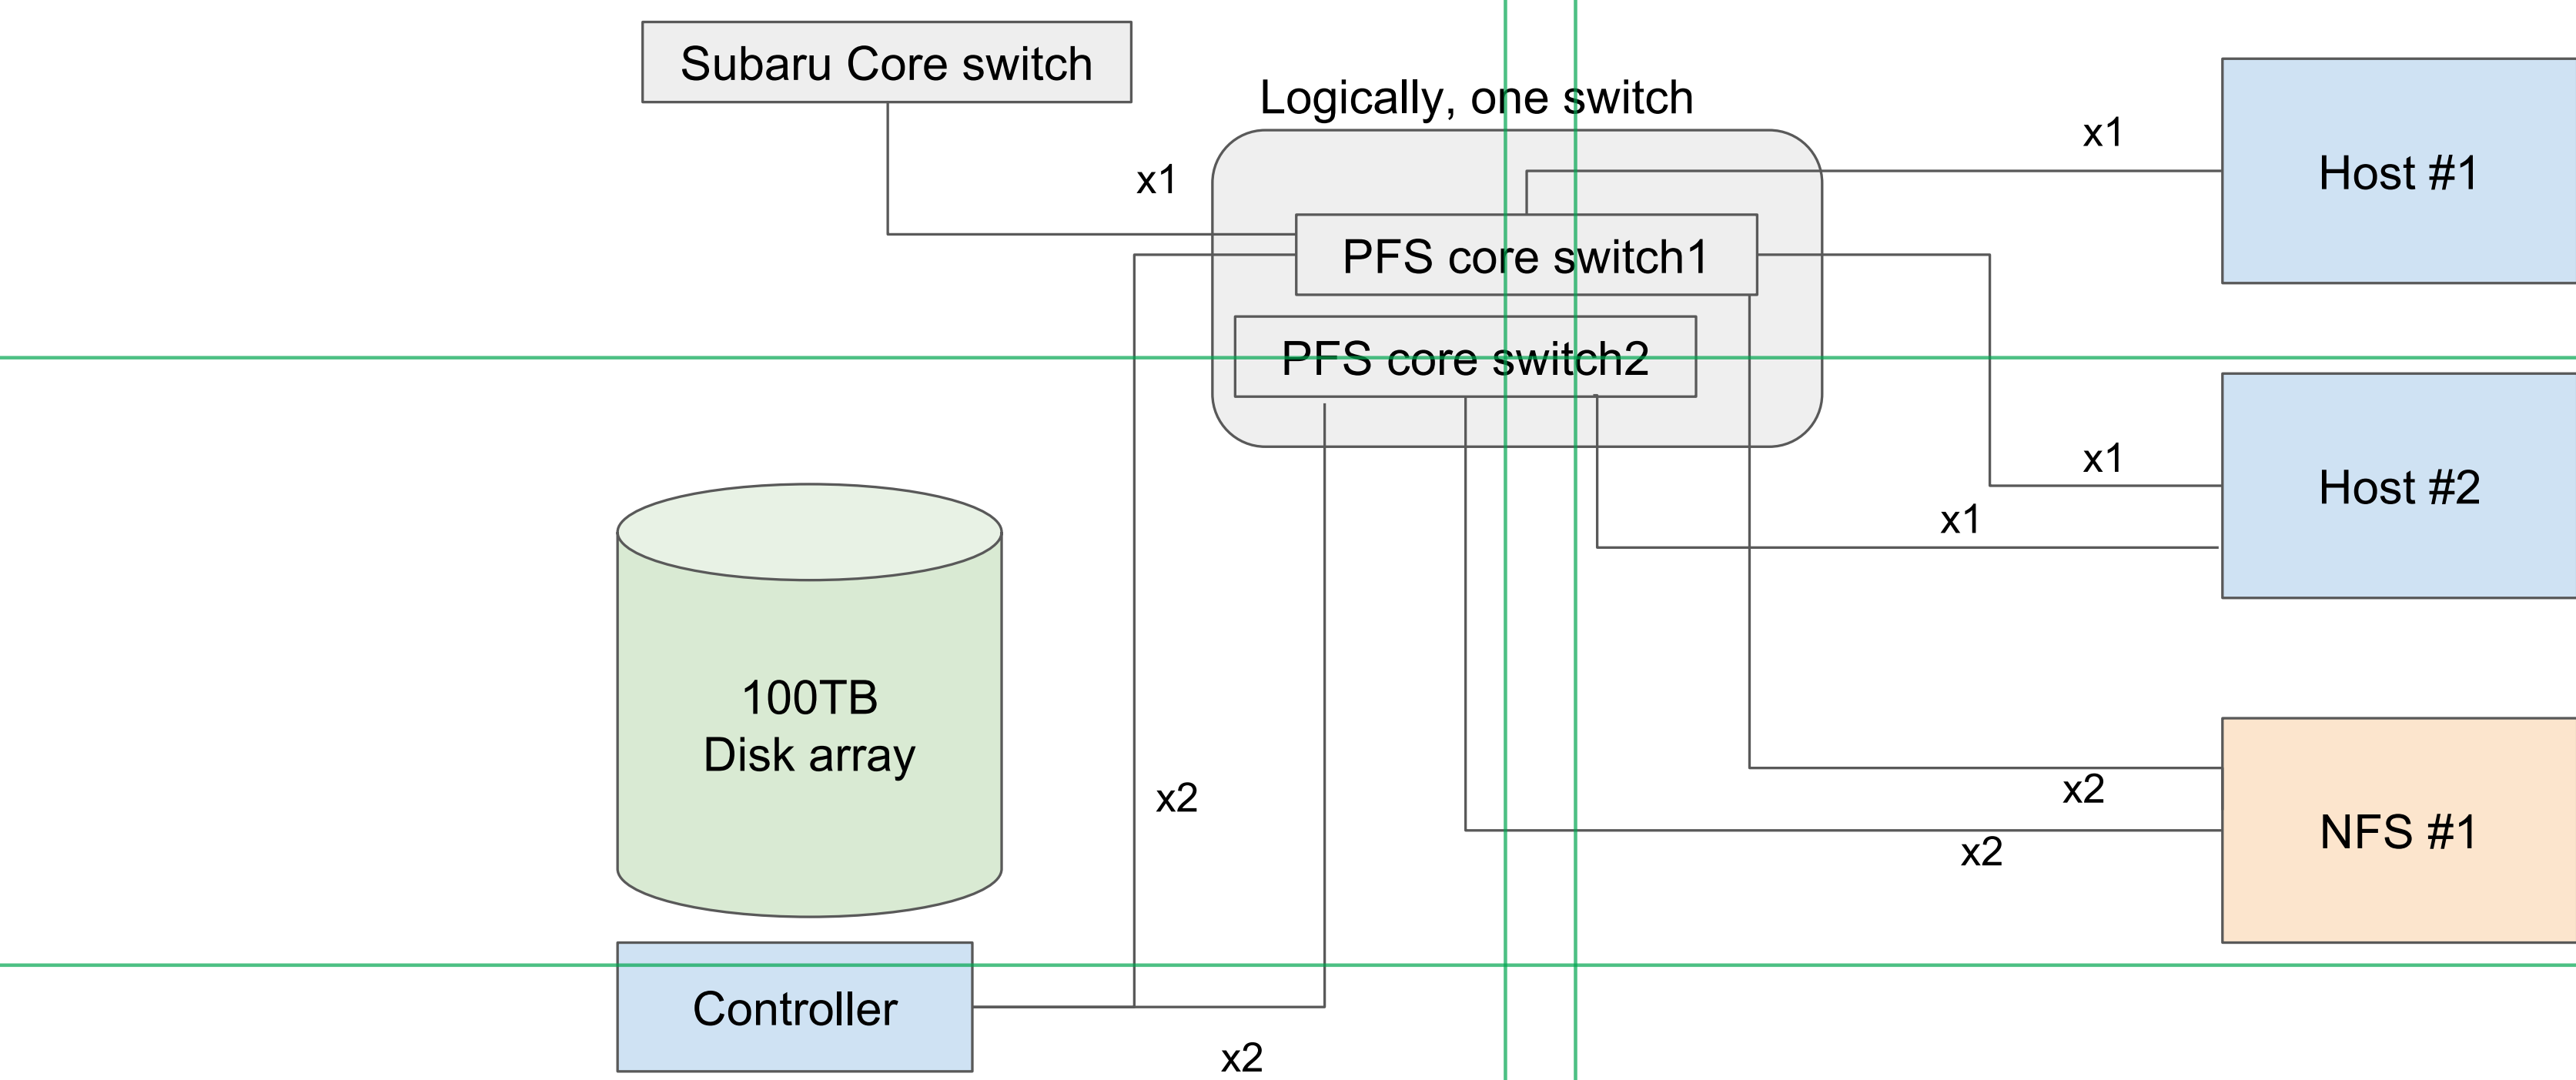 Subaru Core switch
Logically, one switch
x1
Host #1
x1
PFS core switch1
PFS core switch2
x1
Host #2
x1
100TB
Disk array
x2
x2
NFS #1
x2
Controller
x2